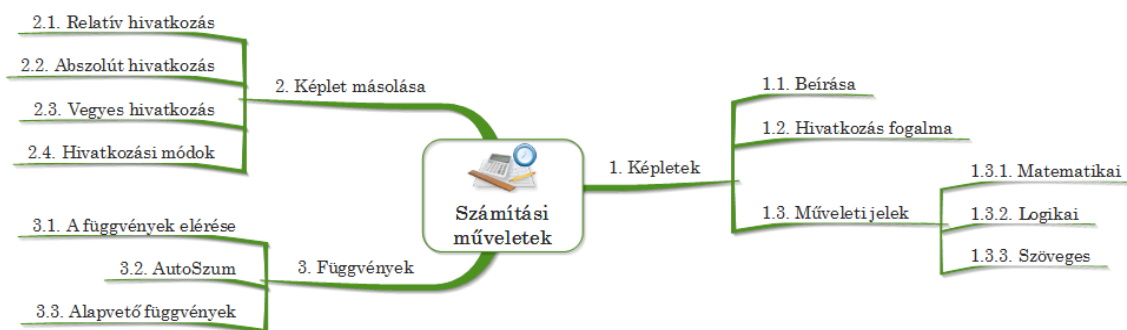 Számítási
műveletek
1. Képletek
1.1. Beírása
1.2. Hivatkozás fogalma
1.3. Műveleti jelek
1.3.1. Matematikai
1.3.2. Logikai
1.3.3. Szöveges
2. Képlet másolása
2.1. Relatív hivatkozás
2.2. Abszolút hivatkozás
2.3. Vegyes hivatkozás
2.4. Hivatkozási módok
3. Függvények
3.1. A függvények elérése
3.2. AutoSzum
3.3. Alapvető függvények